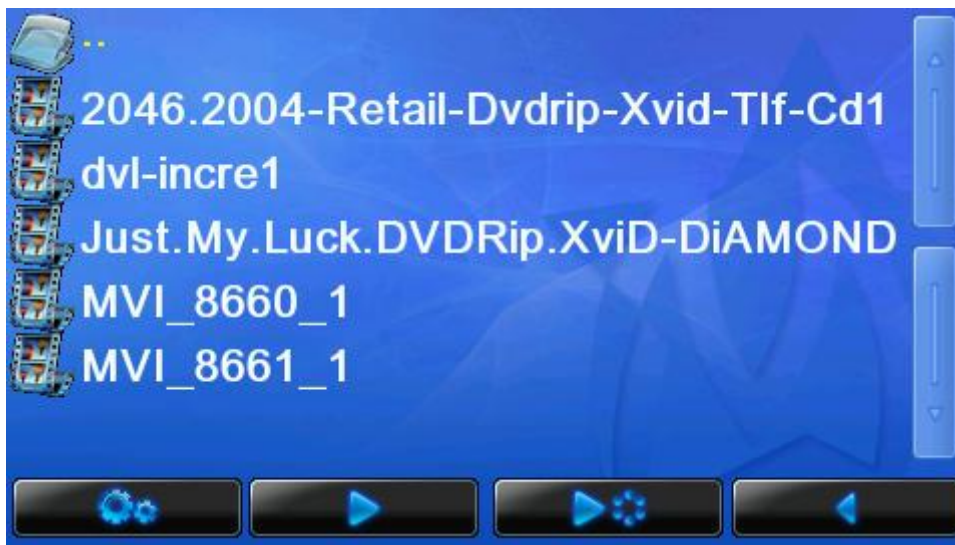 ..
2046.2004-Retail-Dvdrip-Xvid-Tlf-Cd1
dvl-incre1
Just.My.Luck.DVDRip.XviD-DiAMOND
MVI_8660_1
MVI_8661_1